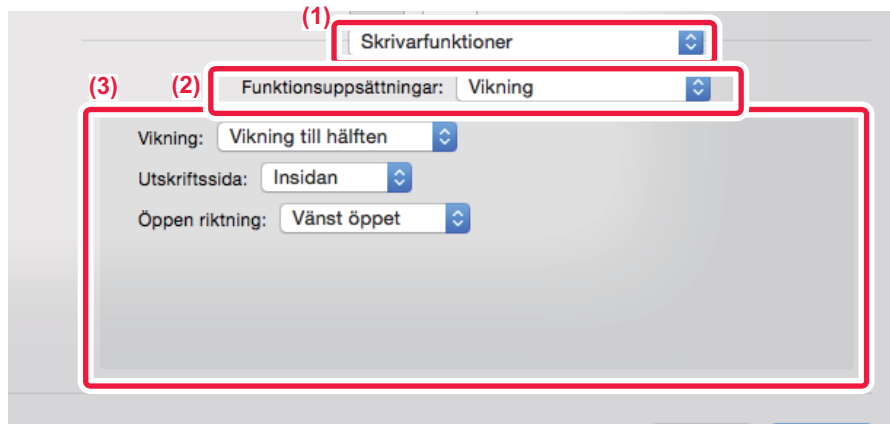 (1)
Skrivarfunktioner
(3) (2) Funktionsuppsättningar: Vikning
Vikning: Vikning till hälften
Utskriftssida: Insidan
Öppen riktning: Vänst öppet